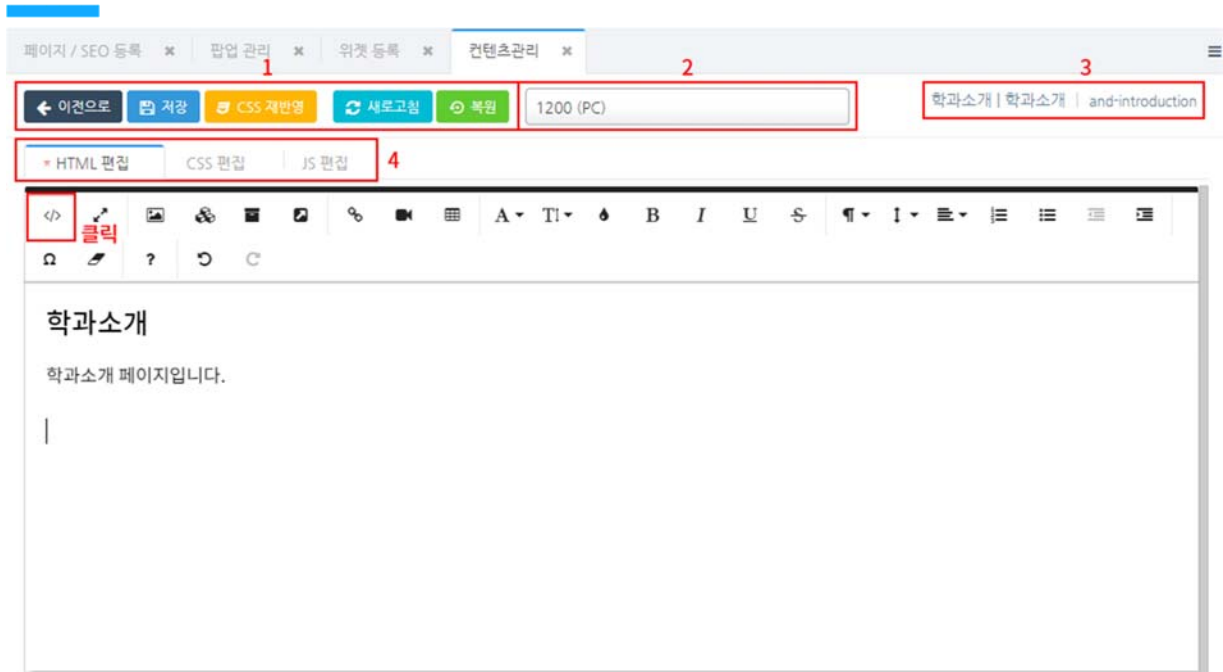 페이지 / SEO 등록 팝업 관리 위젯 등록 컨텐츠관리
1 2 3
이전으로 저장 CSS 재반영 새로고침 복원 1200 (PC) 학과소개 | 학과소개 | and-introduction
* HTML 편집 CSS 편집 JS 편집 4
</> A T B I U S ¶
클릭
Ω ?
학과소개
학과소개 페이지입니다.